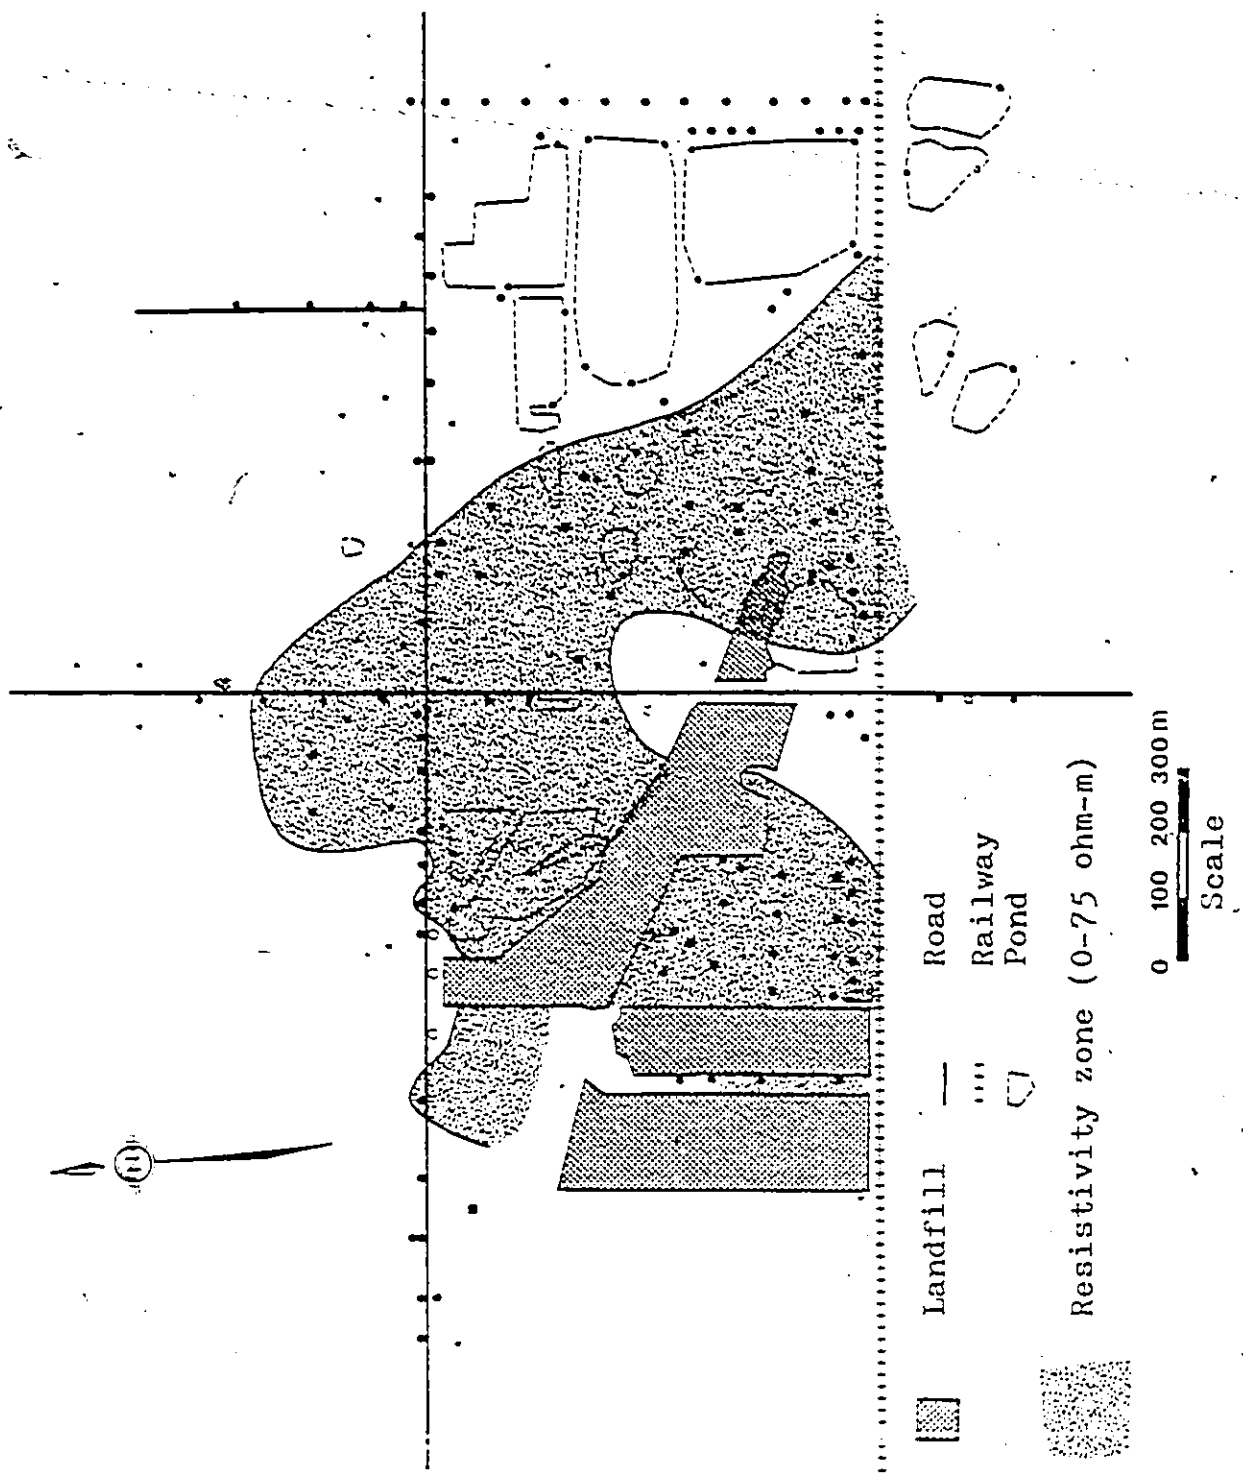 Landfill
Road
Railway
Pond
Resistivity zone (0-75 ohm-m)
0 100 200 300m
Scale